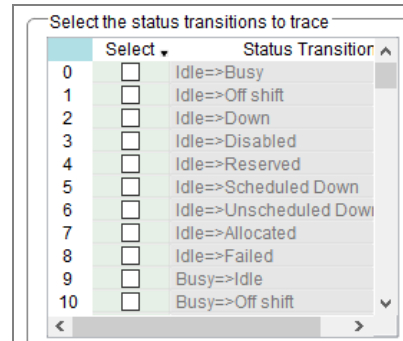 Select the status transitions to trace
Select Status Transition
0 Idle=>Busy
1 Idle=>Off shift
2 Idle=>Down
3 Idle=>Disabled
4 Idle=>Reserved
5 Idle=>Scheduled Down
6 Idle=>Unscheduled Down
7 Idle=>Allocated
8 Idle=>Failed
9 Busy=>Idle
10 Busy=>Off shift